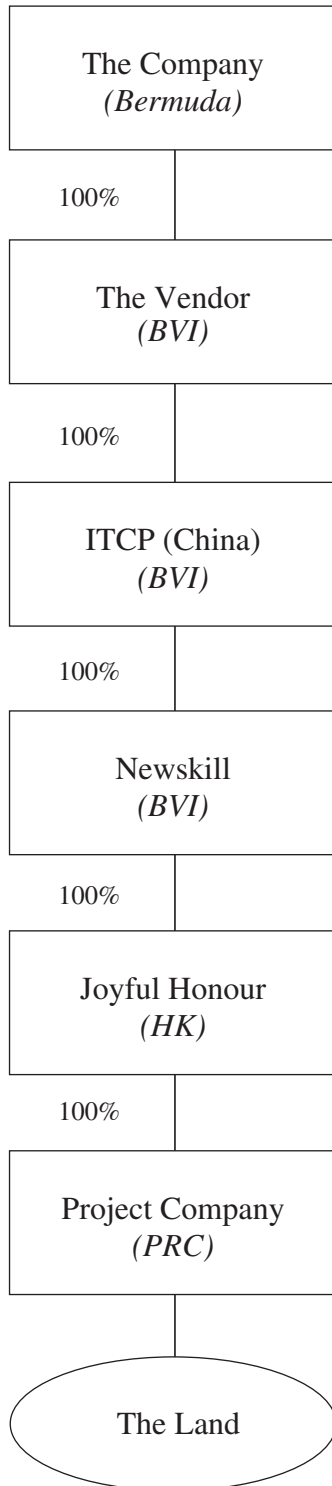 The Company
(Bermuda)
100%
The Vendor
(BVI)
100%
ITCP (China)
(BVI)
100%
Newskill
(BVI)
100%
Joyful Honour
(HK)
100%
Project Company
(PRC)
The Land